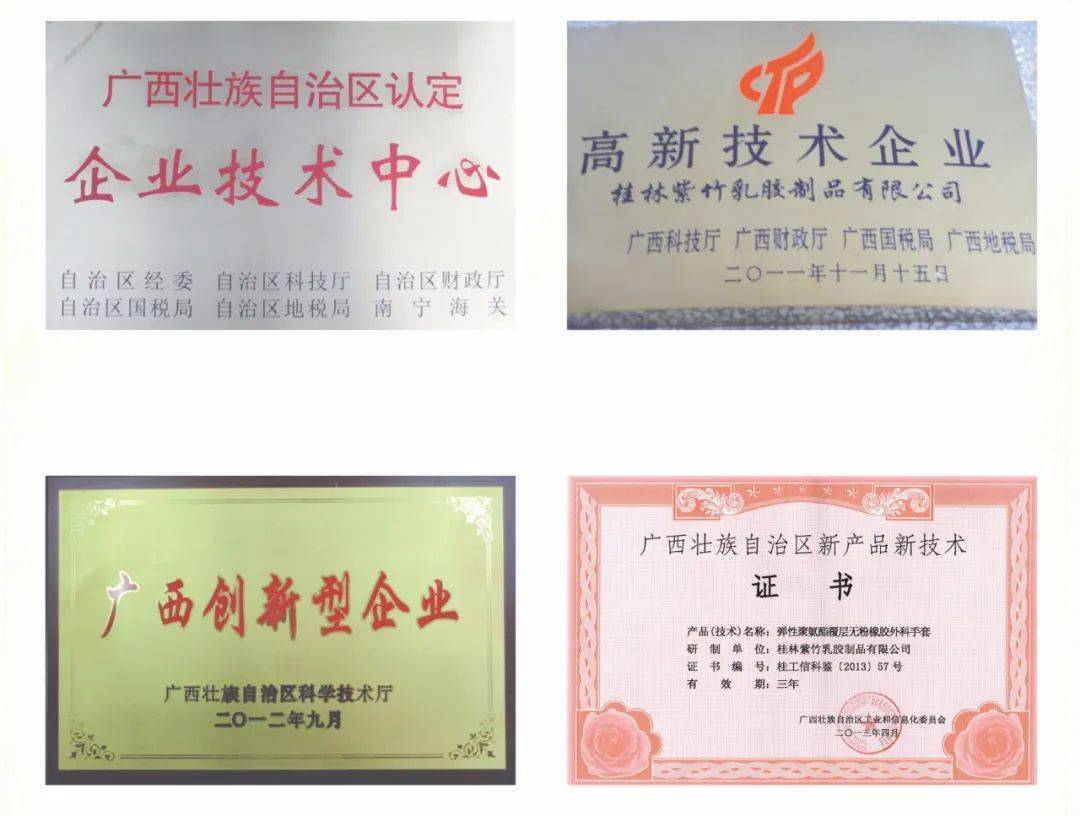 广西壮族自治区认定
企业技术中心
自治区经委 自治区科技厅 自治区财政厅
自治区国税局 自治区地税局 南宁海关
高新技术企业
桂林紫竹乳胶制品有限公司
广西科技厅 广西财政厅 广西国税局 广西地税局
二〇一一年十一月十五日
广西创新型企业
广西壮族自治区科学技术厅
二〇一二年九月
广西壮族自治区新产品新技术
证书
产品(技术)名称：弹性聚氨酯覆层无粉橡胶外科手套
研制单位：桂林紫竹乳胶制品有限公司
证书编号：桂工信科鉴〔2013〕57号
有效期：三年
广西壮族自治区工业和信息化委员会
二〇一三年四月